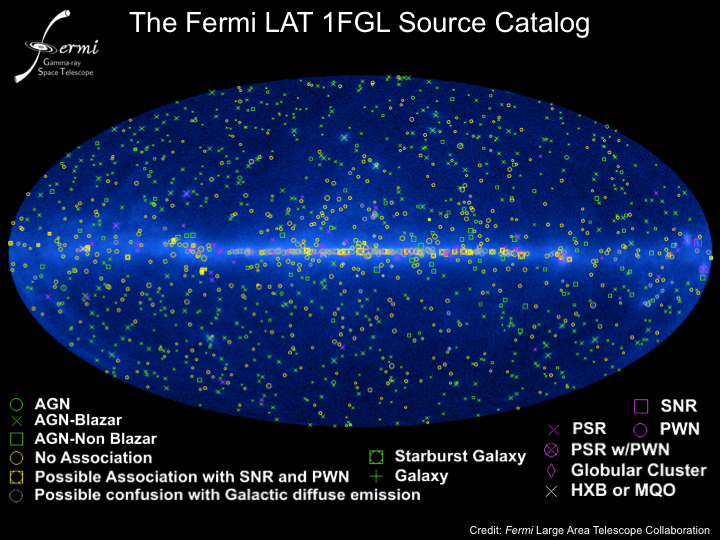 The Fermi LAT 1FGL Source Catalog
Fermi
Gamma-ray
Space Telescope
AGN
AGN-Blazar
AGN-Non Blazar
No Association
Possible Association with SNR and PWN
Possible confusion with Galactic diffuse emission
Starburst Galaxy
Galaxy
SNR
PSR PWN
PSR w/PWN
Globular Cluster
HXB or MQO
Credit: Fermi Large Area Telescope Collaboration